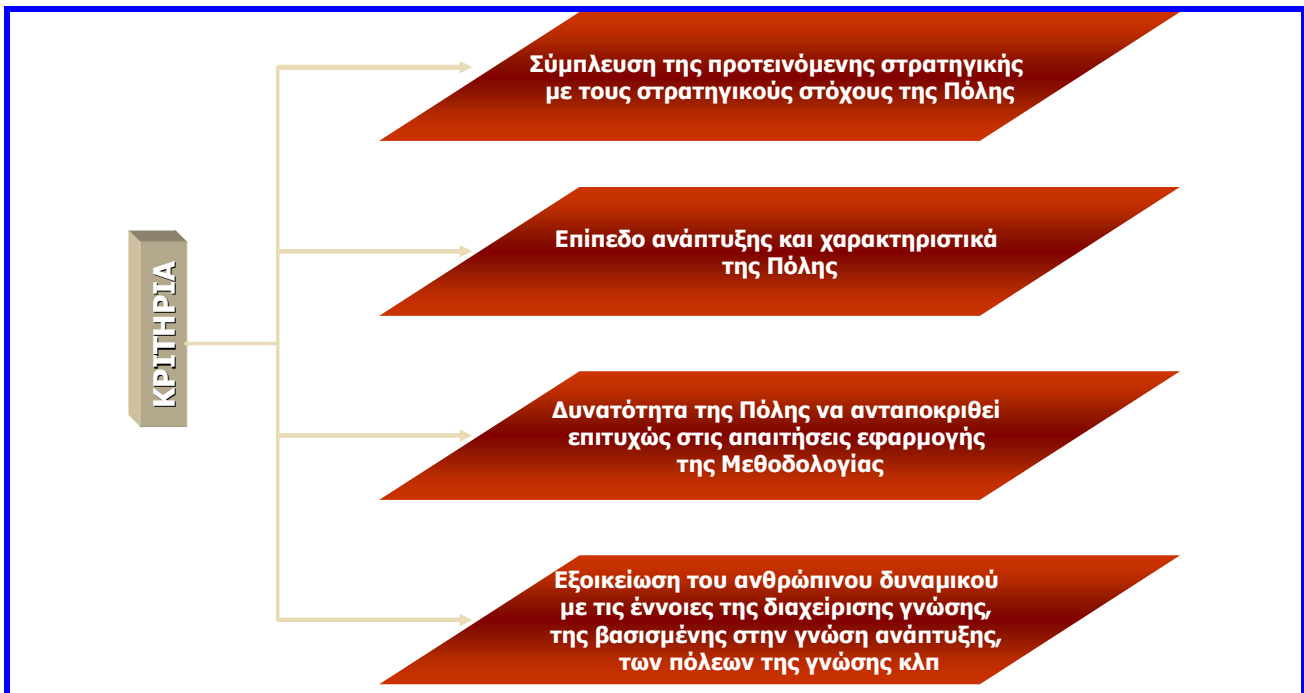 ΚΡΙΤΗΡΙΑ
Σύμπλευση της προτεινόμενης στρατηγικής
με τους στρατηγικούς στόχους της Πόλης
Επίπεδο ανάπτυξης και χαρακτηριστικά
της Πόλης
Δυνατότητα της Πόλης να ανταποκριθεί
επιτυχώς στις απαιτήσεις εφαρμογής
της Μεθοδολογίας
Εξοικείωση του ανθρώπινου δυναμικού
με τις έννοιες της διαχείρισης γνώσης,
της βασισμένης στην γνώση ανάπτυξης,
των πόλεων της γνώσης κλπ